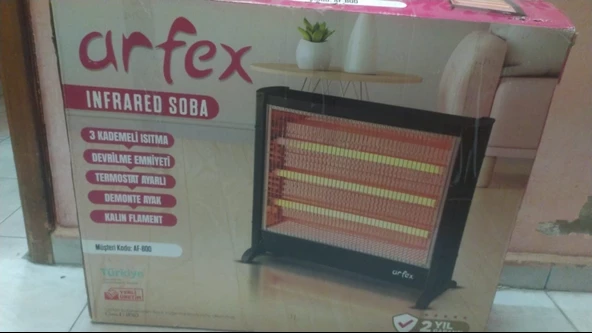 arfex
INFRARED SOBA
3 KADEMELİ ISITMA
DEVRİLME EMNİYETİ
TERMOSTAT AYARLI
DEMONTE AYAK
KALIN FLAMENT
Müşteri Kodu: AF-800
Türkiye
arfex
2 YIL